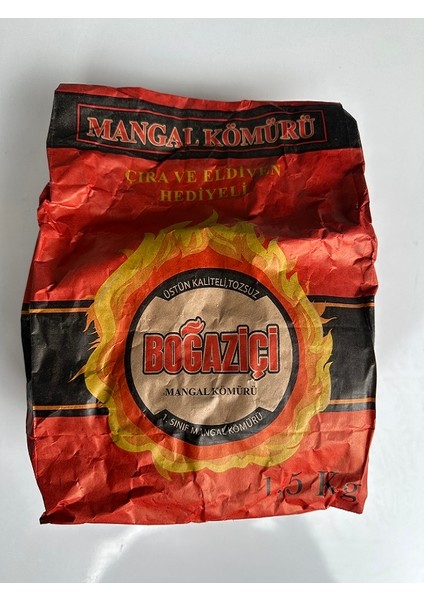 MANGAL KÖMÜRÜ
ÇIRA VE ELDİVEN
HEDİYELİ
ÜSTÜN KALİTELİ,TOZSUZ
BOĞAZİÇİ
MANGAL KÖMÜRÜ
1. SINIF MANGAL KÖMÜRÜ
1.5 Kg